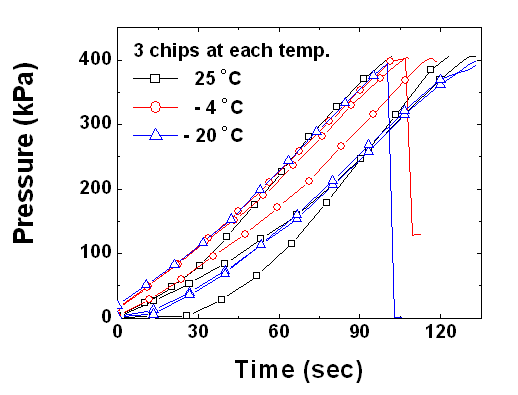 3 chips at each temp.
25 °C
- 4 °C
- 20 °C
Pressure (kPa)
400
300
200
100
0
0 30 60 90 120
Time (sec)